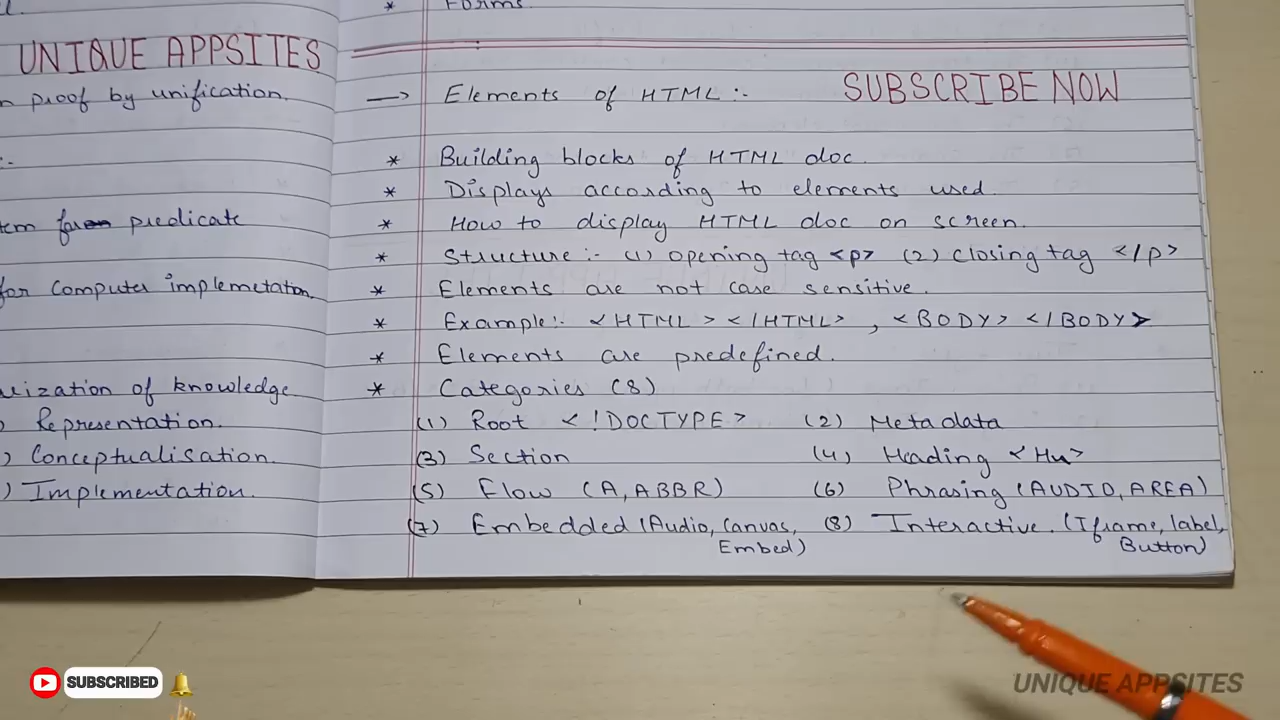 * Forms.
UNIQUE APPSITES
proof by unification.
predicate
for Computer implemetation.
of knowledge
Representation.
) Conceptualisation.
) Implementation.
→ Elements of HTML :-
SUBSCRIBE NOW
* Building blocks of HTML doc.
* Displays according to elements used.
* How to display HTML doc on screen.
* Structure :- (1) opening tag <p> (2) closing tag </p>
* Elements are not case sensitive.
* Example :- <HTML> </HTML> , <BODY> </BODY>
* Elements are predefined.
* Categories (8)
(1) Root <!DOCTYPE> (2) Metadata
(3) Section (4) Heading <Hn>
(5) Flow (A, ABBR) (6) Phrasing (AUDIO, AREA)
(7) Embedded (Audio, Canvas, (8) Interactive. (Iframe, label,
Embed) Button)
SUBSCRIBED
UNIQUE APPSITES